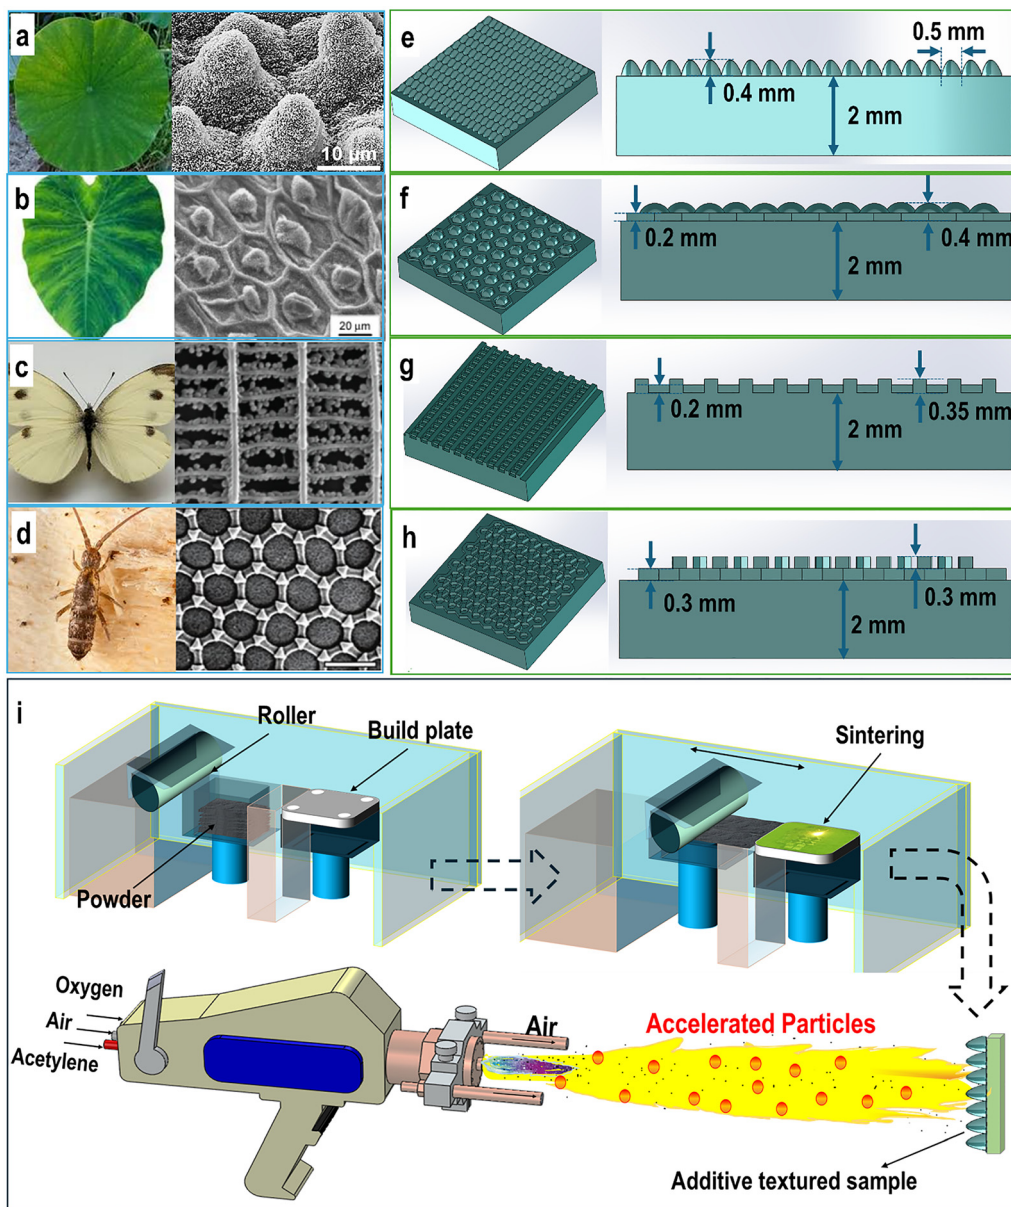 a
10 µm
b
20 µm
c
d
e
0.5 mm
0.4 mm
2 mm
f
0.2 mm
0.4 mm
2 mm
g
0.2 mm
0.35 mm
2 mm
h
0.3 mm
0.3 mm
2 mm
i
Roller
Build plate
Powder
Sintering
Oxygen
Air
Acetylene
Air
Accelerated Particles
Additive textured sample